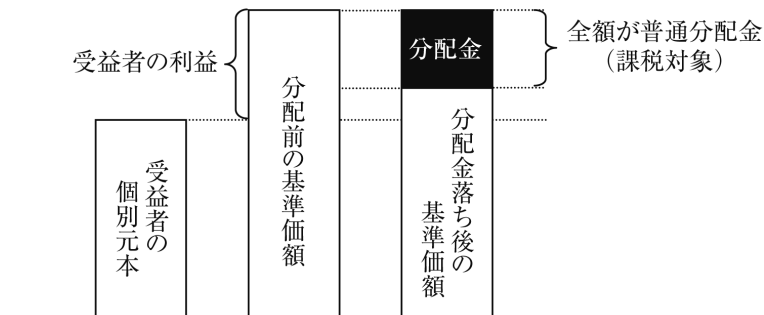 受益者の利益
受益者の
個別元本
分配前の基準価額
分配金
分配金落ち後の
基準価額
全額が普通分配金
（課税対象）